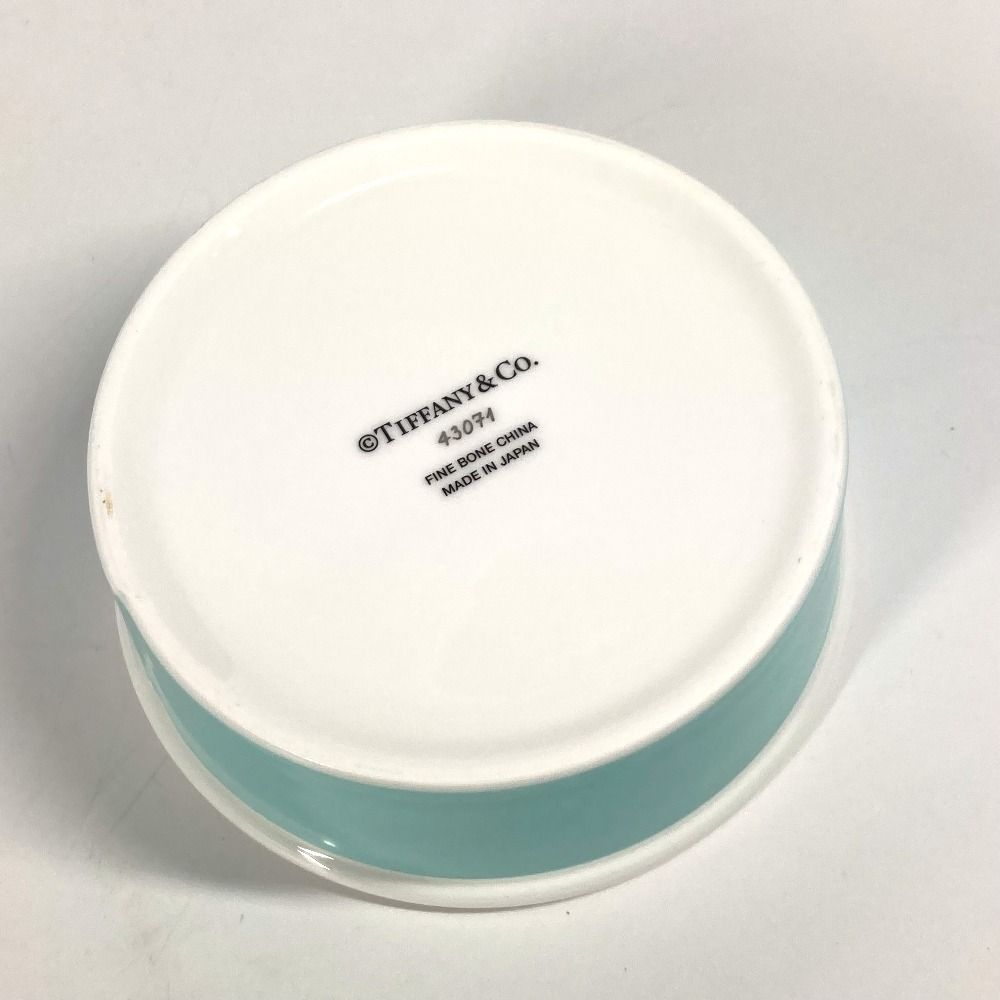 ©TIFFANY & CO.
43071
FINE BONE CHINA
MADE IN JAPAN